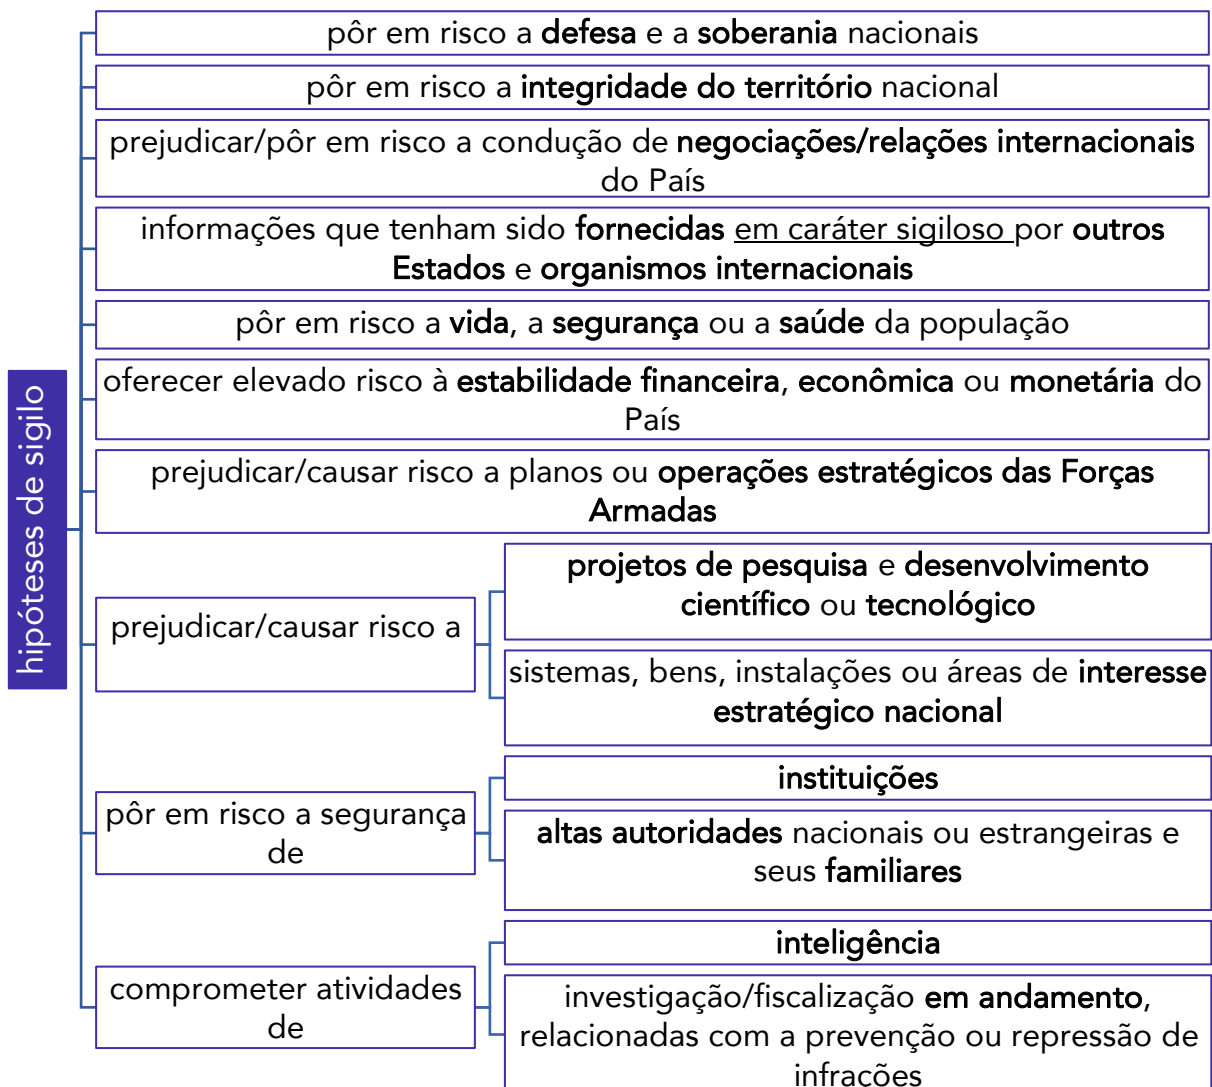 pôr em risco a defesa e a soberania nacionais
pôr em risco a integridade do território nacional
prejudicar/pôr em risco a condução de negociações/relações internacionais
do País
informações que tenham sido fornecidas em caráter sigiloso por outros
Estados e organismos internacionais
pôr em risco a vida, a segurança ou a saúde da população
hipóteses de sigilo
oferecer elevado risco à estabilidade financeira, econômica ou monetária do
País
prejudicar/causar risco a planos ou operações estratégicos das Forças
Armadas
prejudicar/causar risco a
projetos de pesquisa e desenvolvimento
científico ou tecnológico
sistemas, bens, instalações ou áreas de interesse
estratégico nacional
pôr em risco a segurança
de
instituições
altas autoridades nacionais ou estrangeiras e
seus familiares
comprometer atividades
de
inteligência
investigação/fiscalização em andamento,
relacionadas com a prevenção ou repressão de
infrações